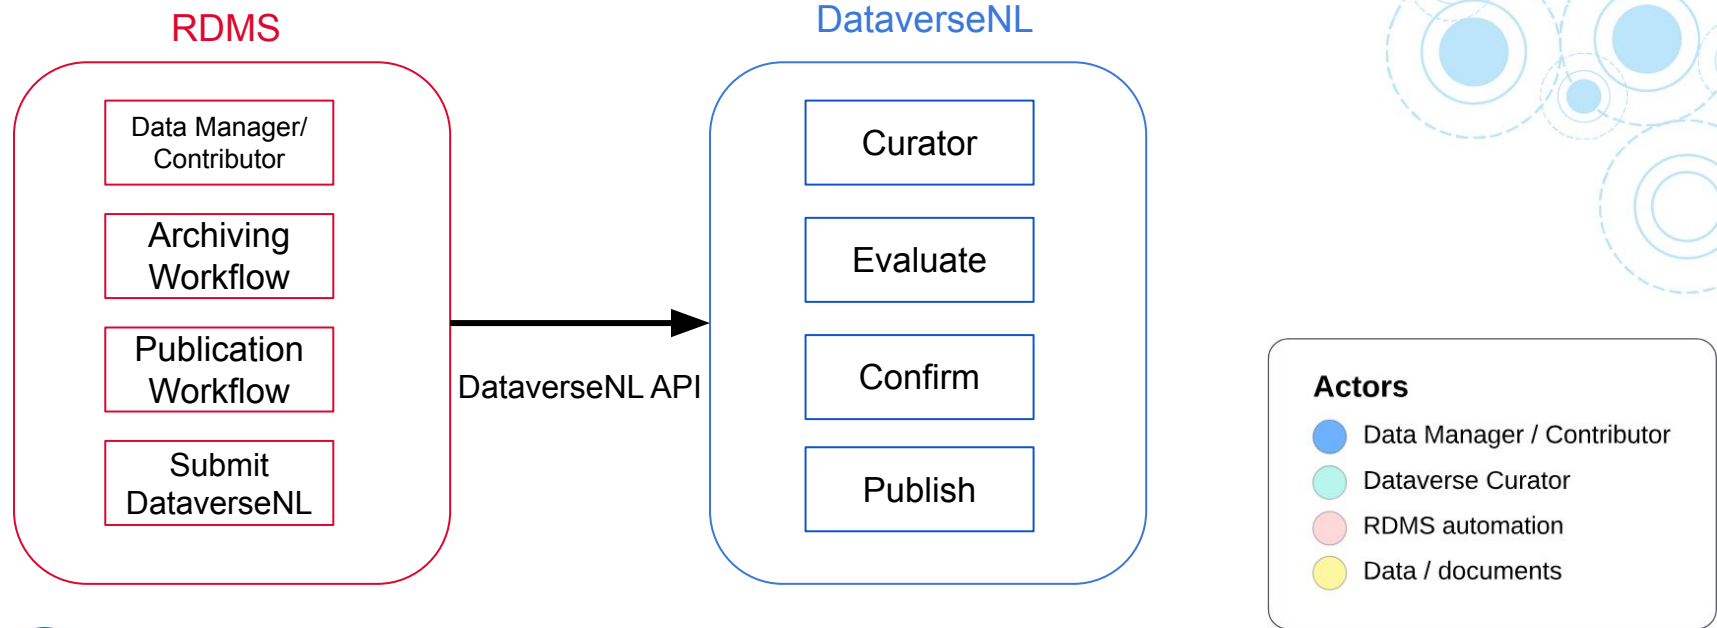 RDMS
Data Manager/
Contributor
Archiving
Workflow
Publication
Workflow
Submit
DataverseNL
DataverseNL API
DataverseNL
Curator
Evaluate
Confirm
Publish
Actors
Data Manager / Contributor
Dataverse Curator
RDMS automation
Data / documents